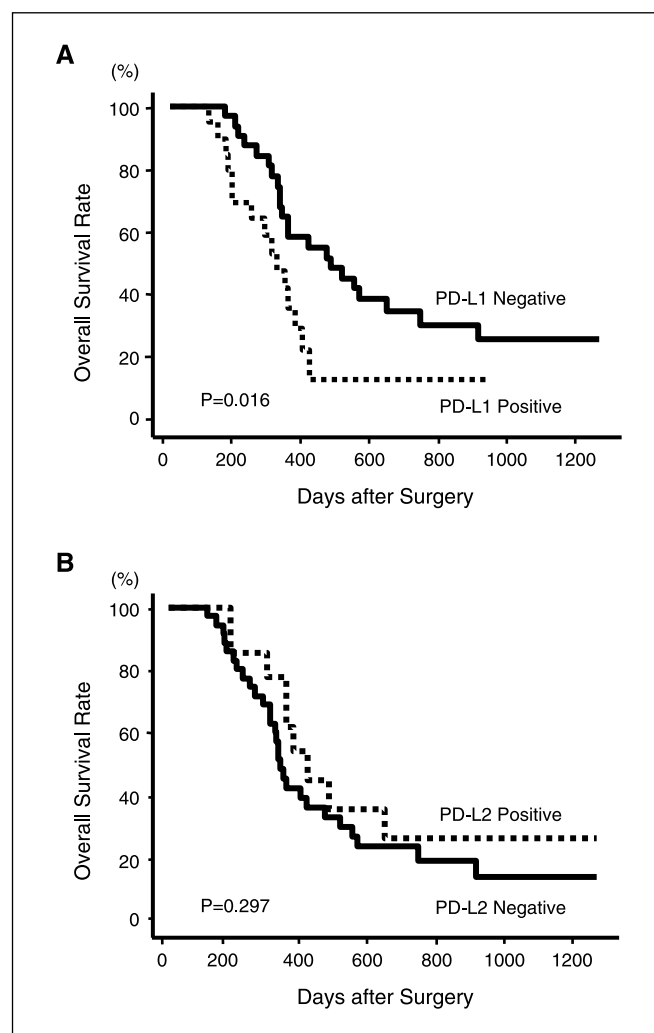 A
(%)
100
80
60
40
20
0
Overall Survival Rate
PD-L1 Negative
P=0.016
PD-L1 Positive
0 200 400 600 800 1000 1200
Days after Surgery
B
(%)
100
80
60
40
20
0
Overall Survival Rate
PD-L2 Positive
P=0.297
PD-L2 Negative
0 200 400 600 800 1000 1200
Days after Surgery